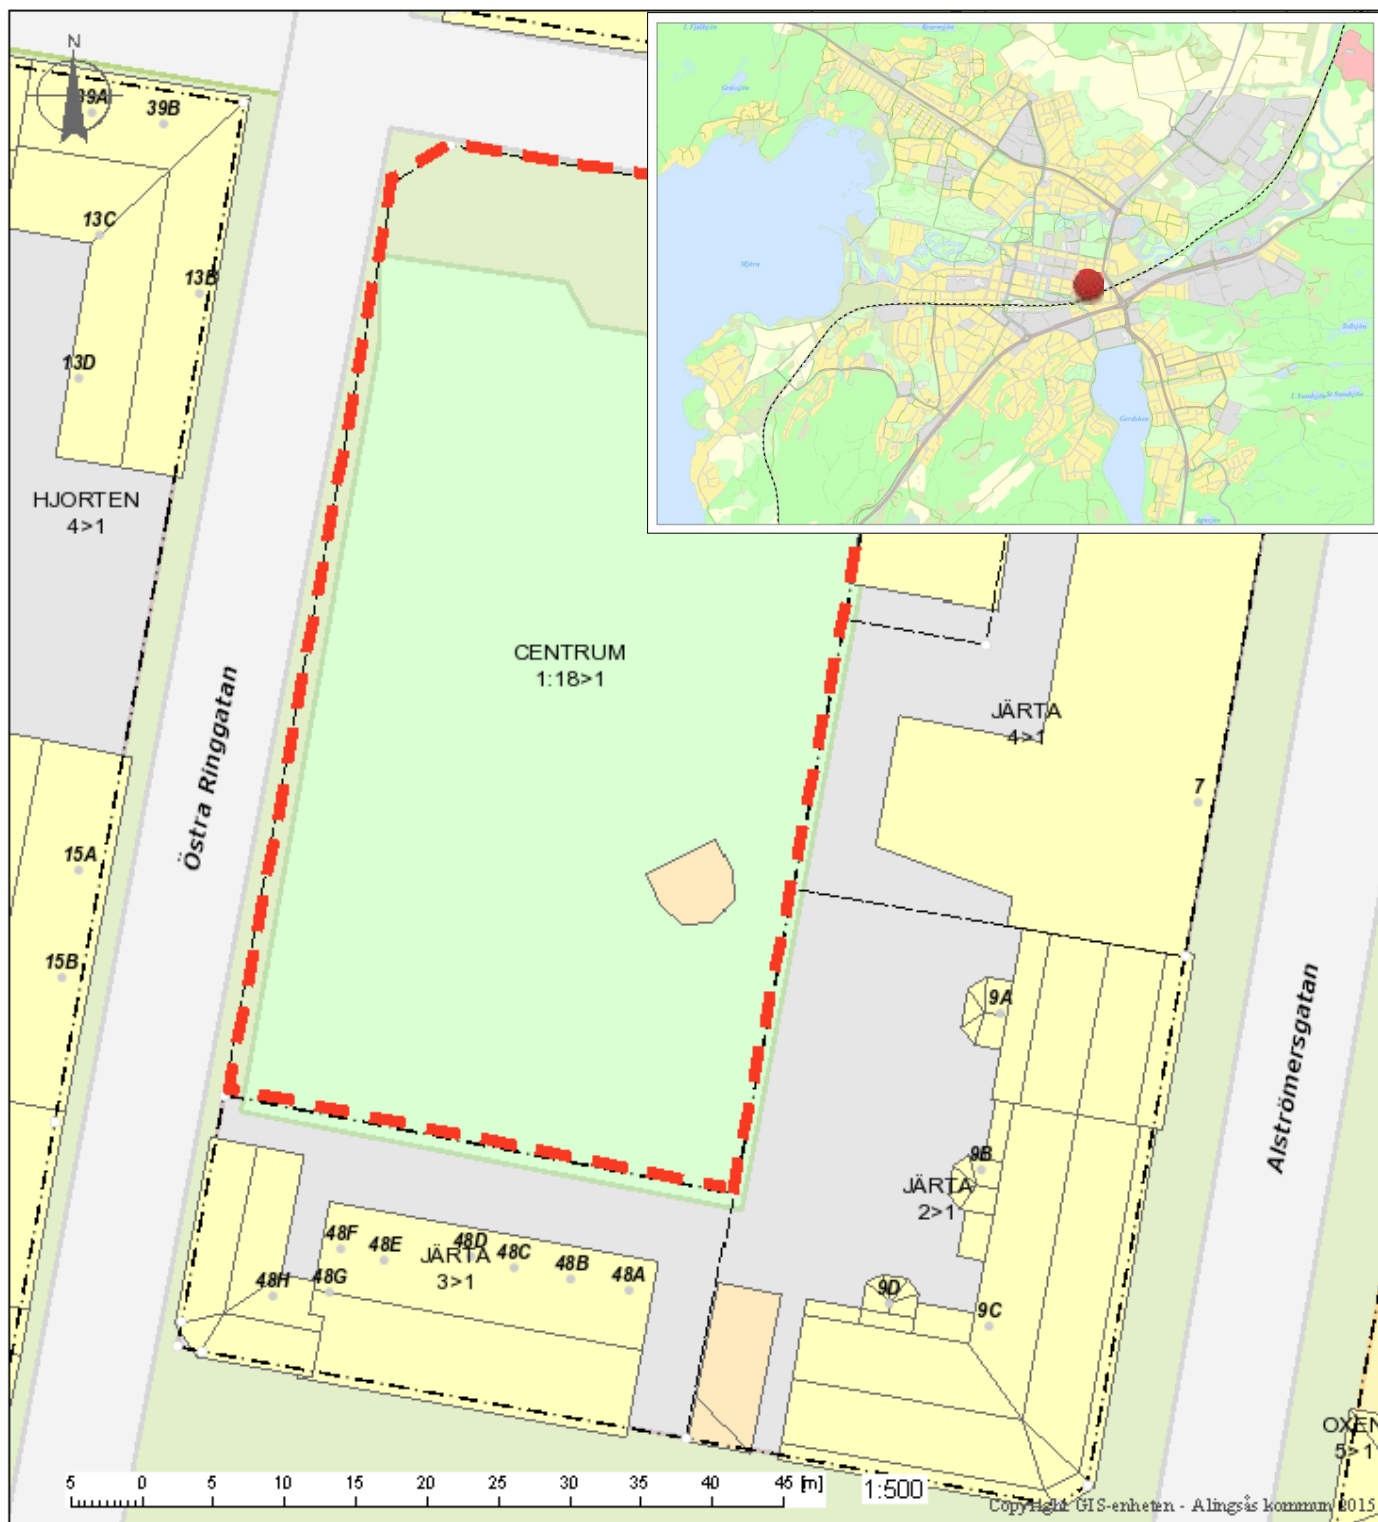 N
39A
39B
13C
13B
13D
HJORTEN
4>1
15A
15B
Östra Ringgatan
CENTRUM
1:18>1
Mjörn
Gerdsken
JÄRTA
4>1
7
9A
9B
JÄRTA
2>1
9D
9C
Alströmersgatan
48F
48E
48D
48C
48B
48A
48H
48G
JÄRTA
3>1
OXEN
5>1
5 0 5 10 15 20 25 30 35 40 45 [m]
1:500
Copyright GIS-enheten - Alingsås kommun 2015